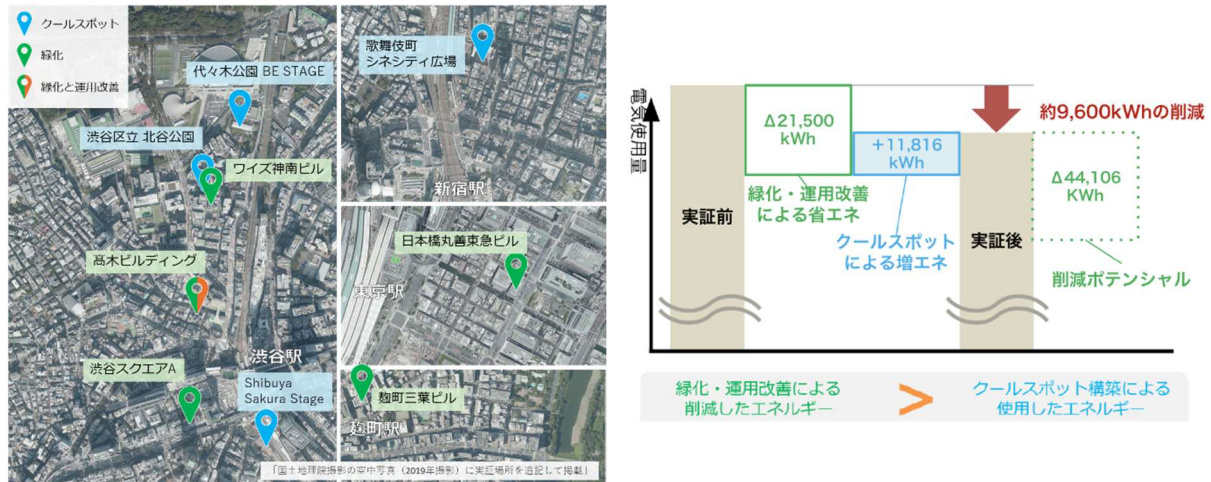 クールスポット
緑化
緑化と運用改善
代々木公園 BE STAGE
渋谷区立 北谷公園
ワイズ神南ビル
髙木ビルディング
渋谷駅
渋谷スクエアA
Shibuya
Sakura Stage
歌舞伎町
シネシティ広場
新宿駅
日本橋丸善東急ビル
東京駅
麹町三葉ビル
麹町駅
「国土地理院撮影の空中写真（2019年撮影）に実証場所を追記して掲載」
電気使用量
実証前
Δ21,500
kWh
緑化・運用改善
による省エネ
+11,816
kWh
クールスポット
による増エネ
約9,600kWhの削減
実証後
Δ44,106
KWh
削減ポテンシャル
緑化・運用改善による
削減したエネルギー
>
クールスポット構築による
使用したエネルギー